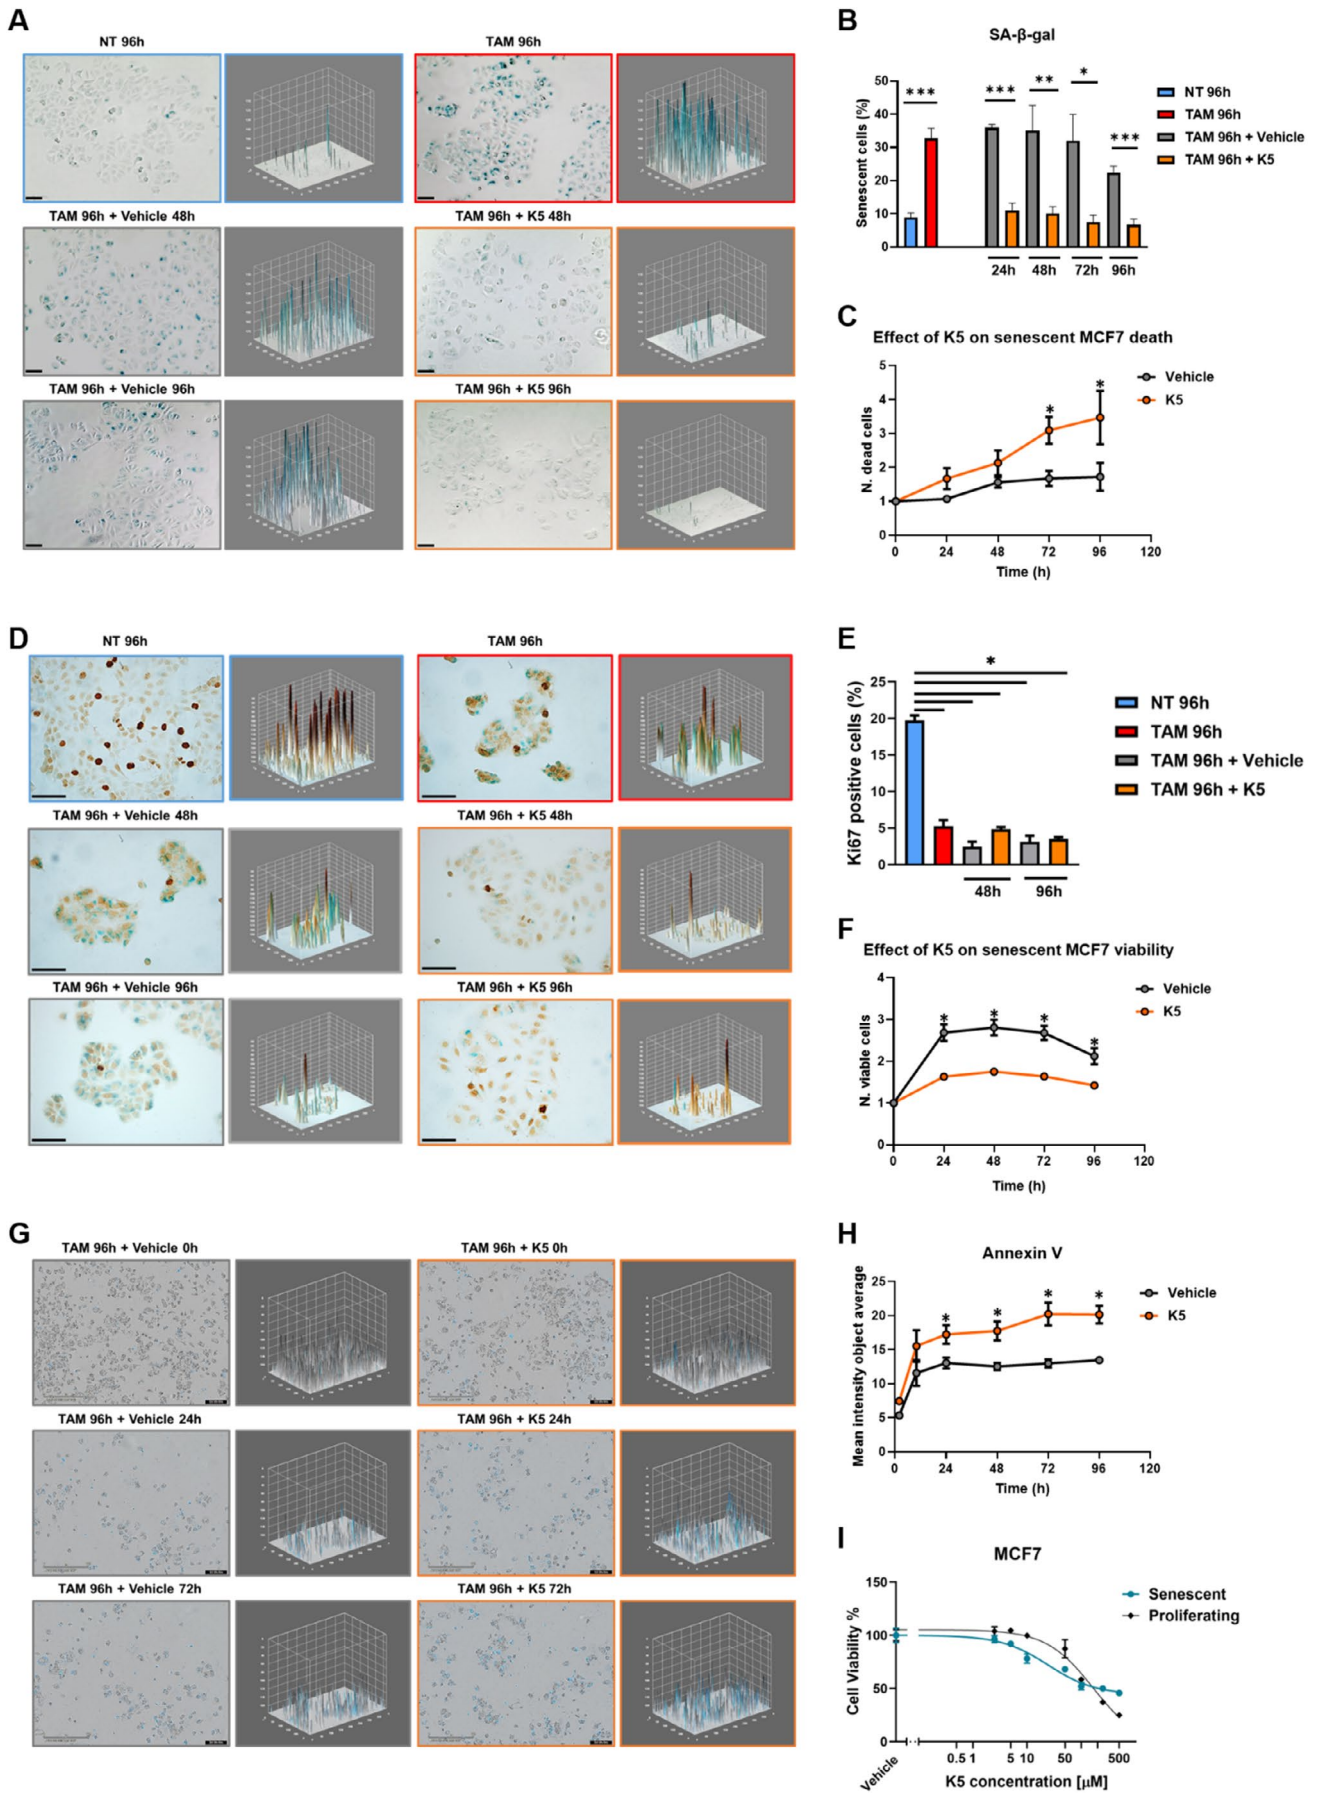 A
NT 96h
TAM 96h
TAM 96h + Vehicle 48h
TAM 96h + K5 48h
TAM 96h + Vehicle 96h
TAM 96h + K5 96h
B
SA-β-gal
Senescent cells (%)
50
40
30
20
10
0
***
***
**
*
***
24h
48h
72h
96h
NT 96h
TAM 96h
TAM 96h + Vehicle
TAM 96h + K5
C
Effect of K5 on senescent MCF7 death
N. dead cells
5
4
3
2
1
0
*
*
0 24 48 72 96 120
Time (h)
Vehicle
K5
D
NT 96h
TAM 96h
TAM 96h + Vehicle 48h
TAM 96h + K5 48h
TAM 96h + Vehicle 96h
TAM 96h + K5 96h
E
Ki67 positive cells (%)
25
20
15
10
5
0
*
48h
96h
NT 96h
TAM 96h
TAM 96h + Vehicle
TAM 96h + K5
F
Effect of K5 on senescent MCF7 viability
N. viable cells
4
3
2
1
0
*
*
*
*
0 24 48 72 96 120
Time (h)
Vehicle
K5
G
TAM 96h + Vehicle 0h
TAM 96h + K5 0h
TAM 96h + Vehicle 24h
TAM 96h + K5 24h
TAM 96h + Vehicle 72h
TAM 96h + K5 72h
H
Annexin V
Mean intensity object average
25
20
15
10
5
0
*
*
*
*
0 24 48 72 96 120
Time (h)
Vehicle
K5
I
MCF7
Cell Viability %
150
100
50
0
Vehicle
0.5 1 5 10 50 500
K5 concentration [μM]
Senescent
Proliferating